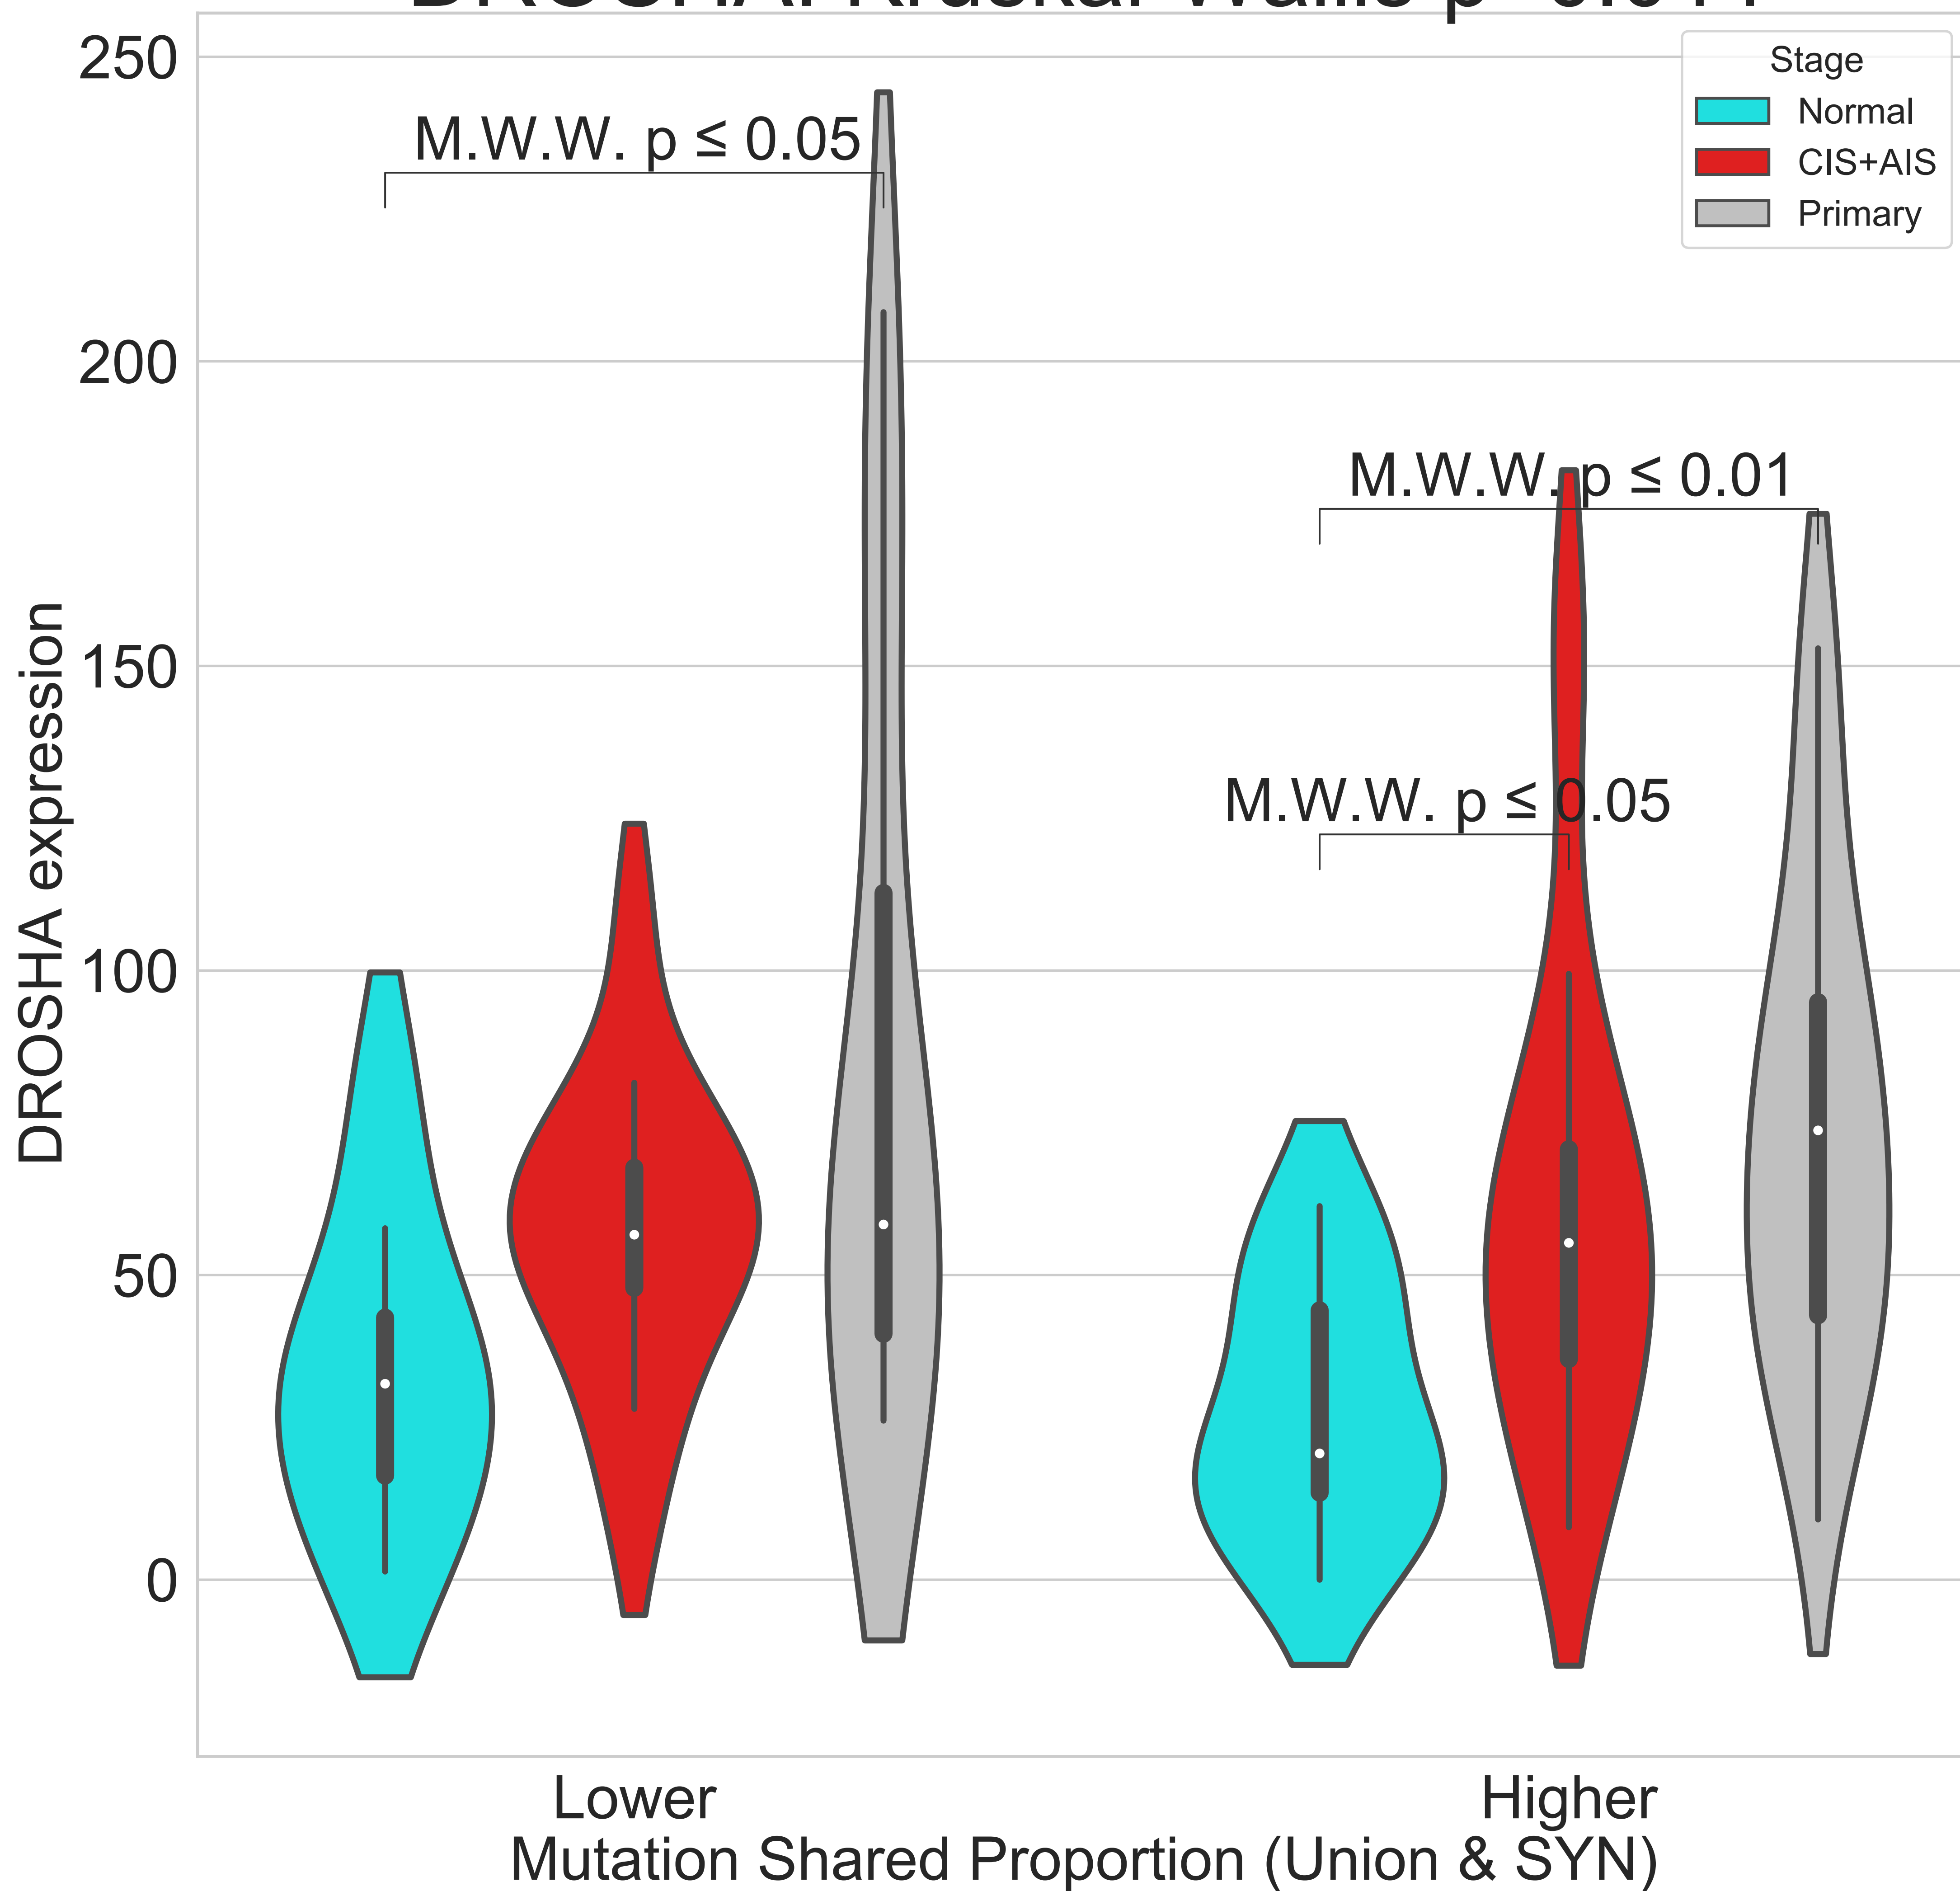 250
M.W.W. p ≤ 0.05
200
150
100
50
0
DROSHA expression
Stage
Normal
CIS+AIS
Primary
M.W.W. p ≤ 0.01
M.W.W. p ≤ 0.05
Lower
Higher
Mutation Shared Proportion (Union & SYN)